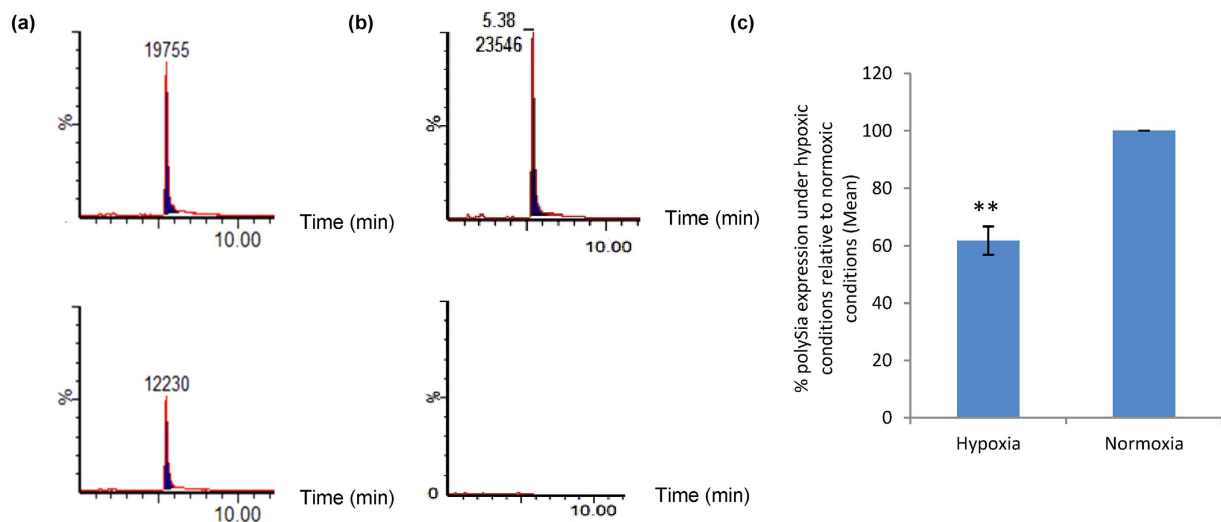 (a)
19755
%
Time (min)
10.00
12230
%
Time (min)
10.00
(b)
5.38
23546
%
Time (min)
10.00
%
0
Time (min)
10.00
(c)
% polySia expression under hypoxic
conditions relative to normoxic
conditions (Mean)
120
100
80
60
40
20
0
**
Hypoxia
Normoxia